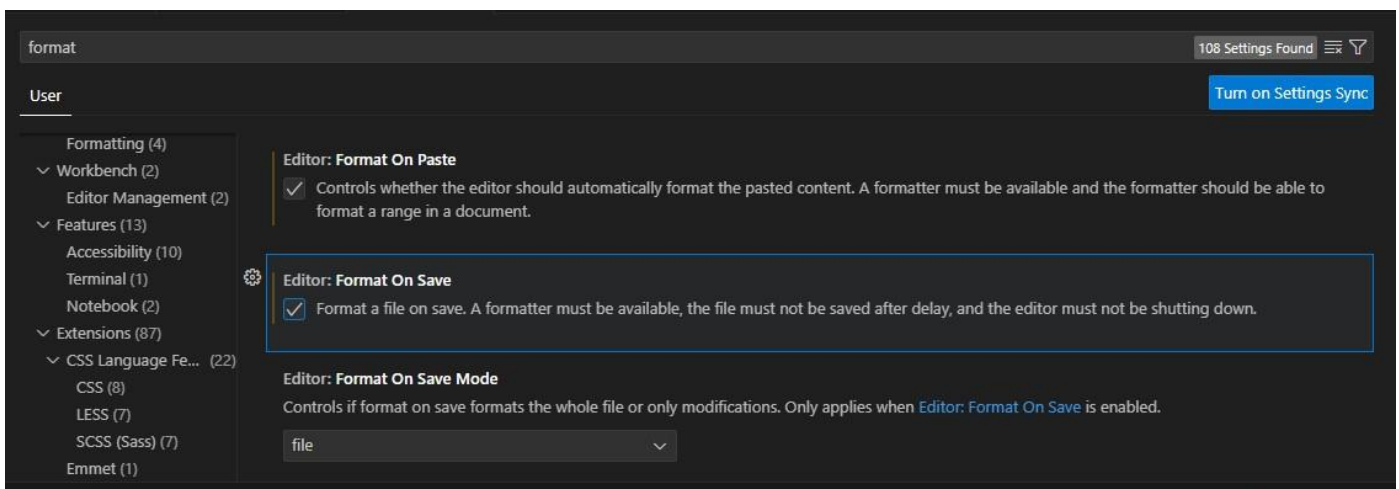 format
108 Settings Found
User
Turn on Settings Sync
Formatting (4)
Workbench (2)
Editor Management (2)
Features (13)
Accessibility (10)
Terminal (1)
Notebook (2)
Extensions (87)
CSS Language Fe... (22)
CSS (8)
LESS (7)
SCSS (Sass) (7)
Emmet (1)
Editor: Format On Paste
Controls whether the editor should automatically format the pasted content. A formatter must be available and the formatter should be able to
format a range in a document.
Editor: Format On Save
Format a file on save. A formatter must be available, the file must not be saved after delay, and the editor must not be shutting down.
Editor: Format On Save Mode
Controls if format on save formats the whole file or only modifications. Only applies when Editor: Format On Save is enabled.
file